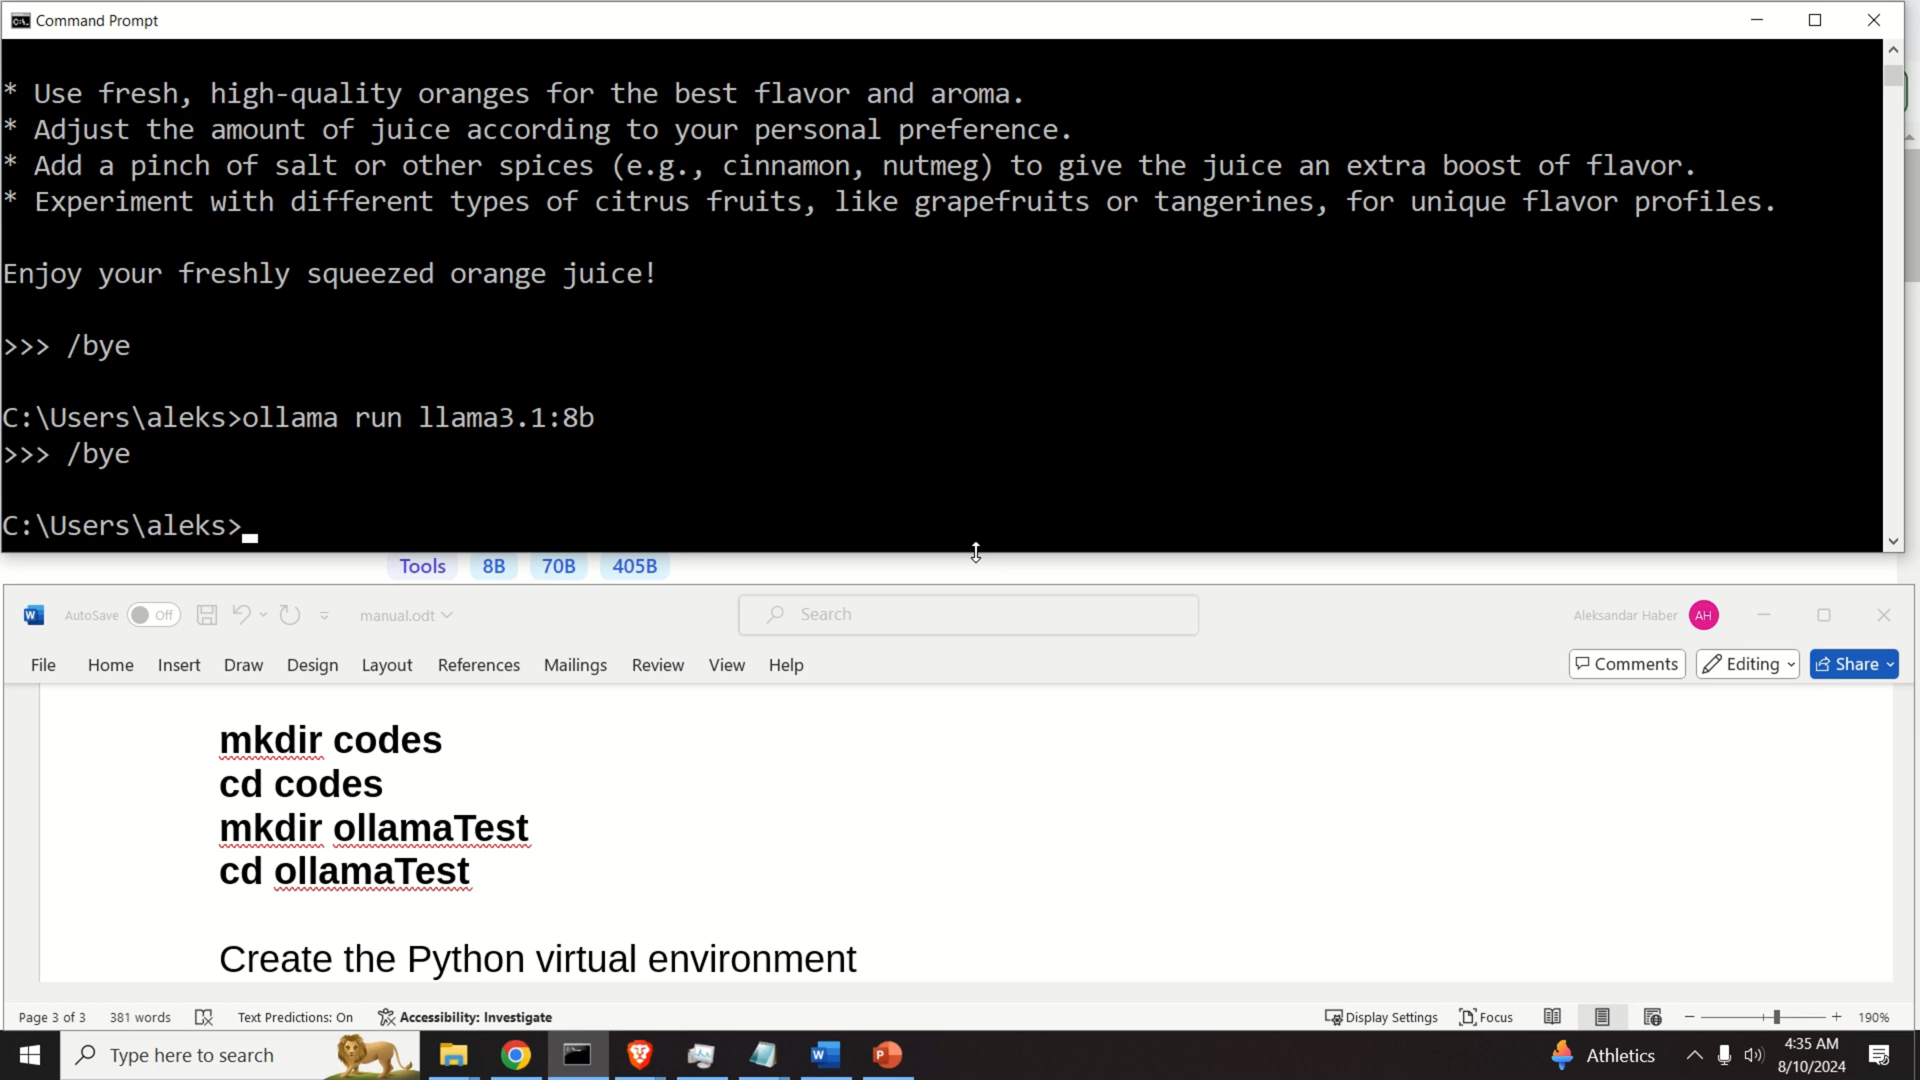 Command Prompt
* Use fresh, high-quality oranges for the best flavor and aroma.
* Adjust the amount of juice according to your personal preference.
* Add a pinch of salt or other spices (e.g., cinnamon, nutmeg) to give the juice an extra boost of flavor.
* Experiment with different types of citrus fruits, like grapefruits or tangerines, for unique flavor profiles.
Enjoy your freshly squeezed orange juice!
>>> /bye
C:\Users\aleks>ollama run llama3.1:8b
>>> /bye
C:\Users\aleks>
Tools 8B 70B 405B
AutoSave Off manual.odt Search Aleksandar Haber AH
File Home Insert Draw Design Layout References Mailings Review View Help Comments Editing Share
mkdir codes
cd codes
mkdir ollamaTest
cd ollamaTest
Create the Python virtual environment
Page 3 of 3 381 words Text Predictions: On Accessibility: Investigate Display Settings Focus 190%
Type here to search Athletics 4:35 AM
8/10/2024